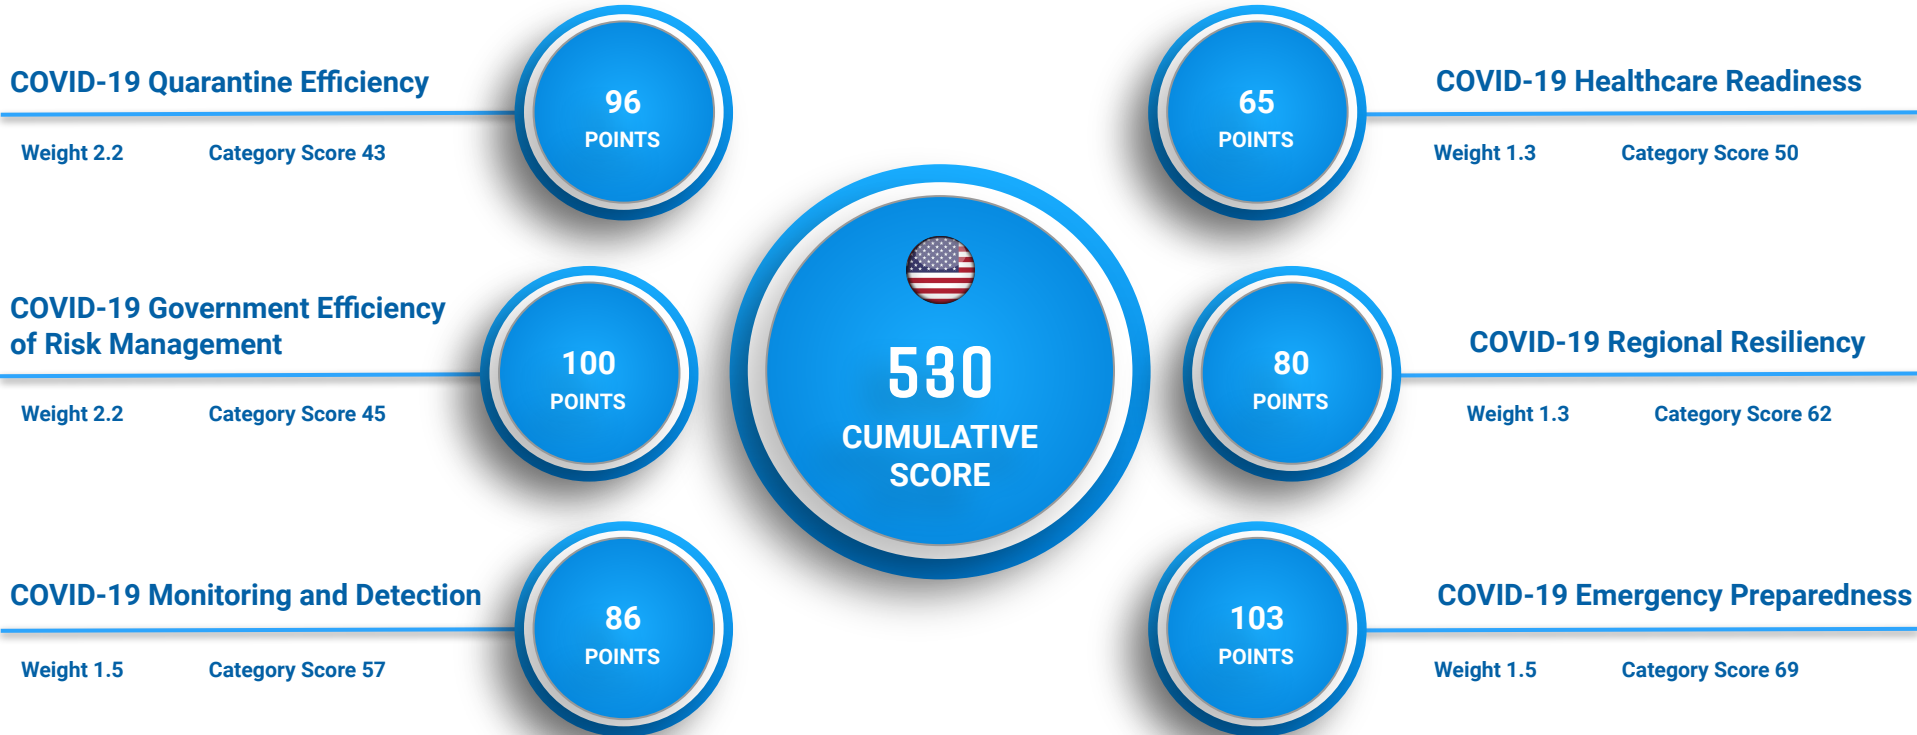 COVID-19 Quarantine Efficiency
Weight 2.2 Category Score 43
96
POINTS
COVID-19 Government Efficiency
of Risk Management
Weight 2.2 Category Score 45
100
POINTS
COVID-19 Monitoring and Detection
Weight 1.5 Category Score 57
86
POINTS
530
CUMULATIVE
SCORE
65
POINTS
COVID-19 Healthcare Readiness
Weight 1.3 Category Score 50
80
POINTS
COVID-19 Regional Resiliency
Weight 1.3 Category Score 62
103
POINTS
COVID-19 Emergency Preparedness
Weight 1.5 Category Score 69